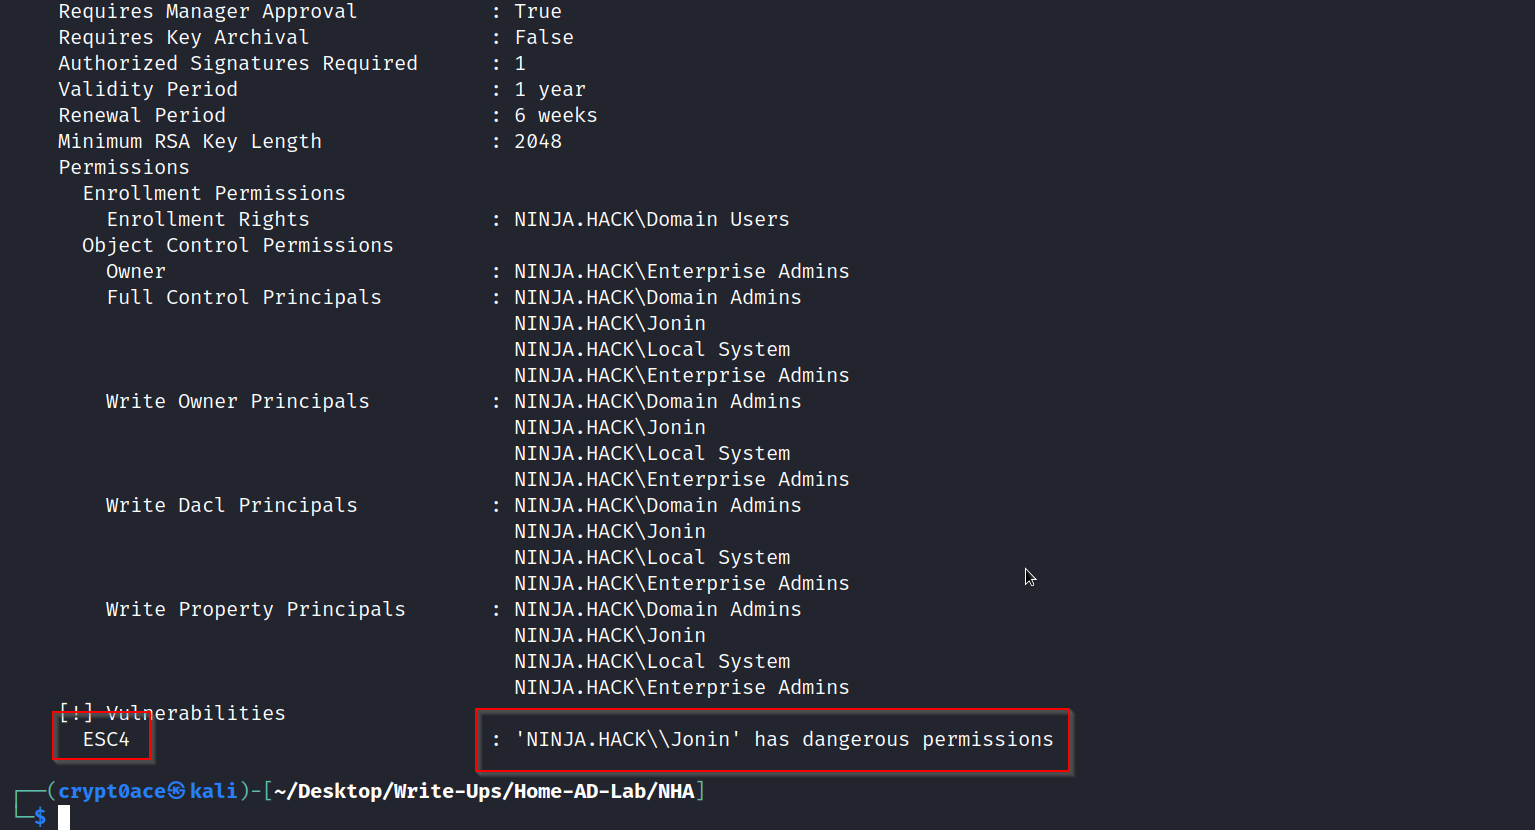 Requires Manager Approval : True
Requires Key Archival : False
Authorized Signatures Required : 1
Validity Period : 1 year
Renewal Period : 6 weeks
Minimum RSA Key Length : 2048
Permissions
Enrollment Permissions
Enrollment Rights : NINJA.HACK\Domain Users
Object Control Permissions
Owner : NINJA.HACK\Enterprise Admins
Full Control Principals : NINJA.HACK\Domain Admins
NINJA.HACK\Jonin
NINJA.HACK\Local System
NINJA.HACK\Enterprise Admins
Write Owner Principals : NINJA.HACK\Domain Admins
NINJA.HACK\Jonin
NINJA.HACK\Local System
NINJA.HACK\Enterprise Admins
Write Dacl Principals : NINJA.HACK\Domain Admins
NINJA.HACK\Jonin
NINJA.HACK\Local System
NINJA.HACK\Enterprise Admins
Write Property Principals : NINJA.HACK\Domain Admins
NINJA.HACK\Jonin
NINJA.HACK\Local System
NINJA.HACK\Enterprise Admins
[!] Vulnerabilities
ESC4 : 'NINJA.HACK\\Jonin' has dangerous permissions
┌──(crypt0ace㉿kali)-[~/Desktop/Write-Ups/Home-AD-Lab/NHA]
└─$